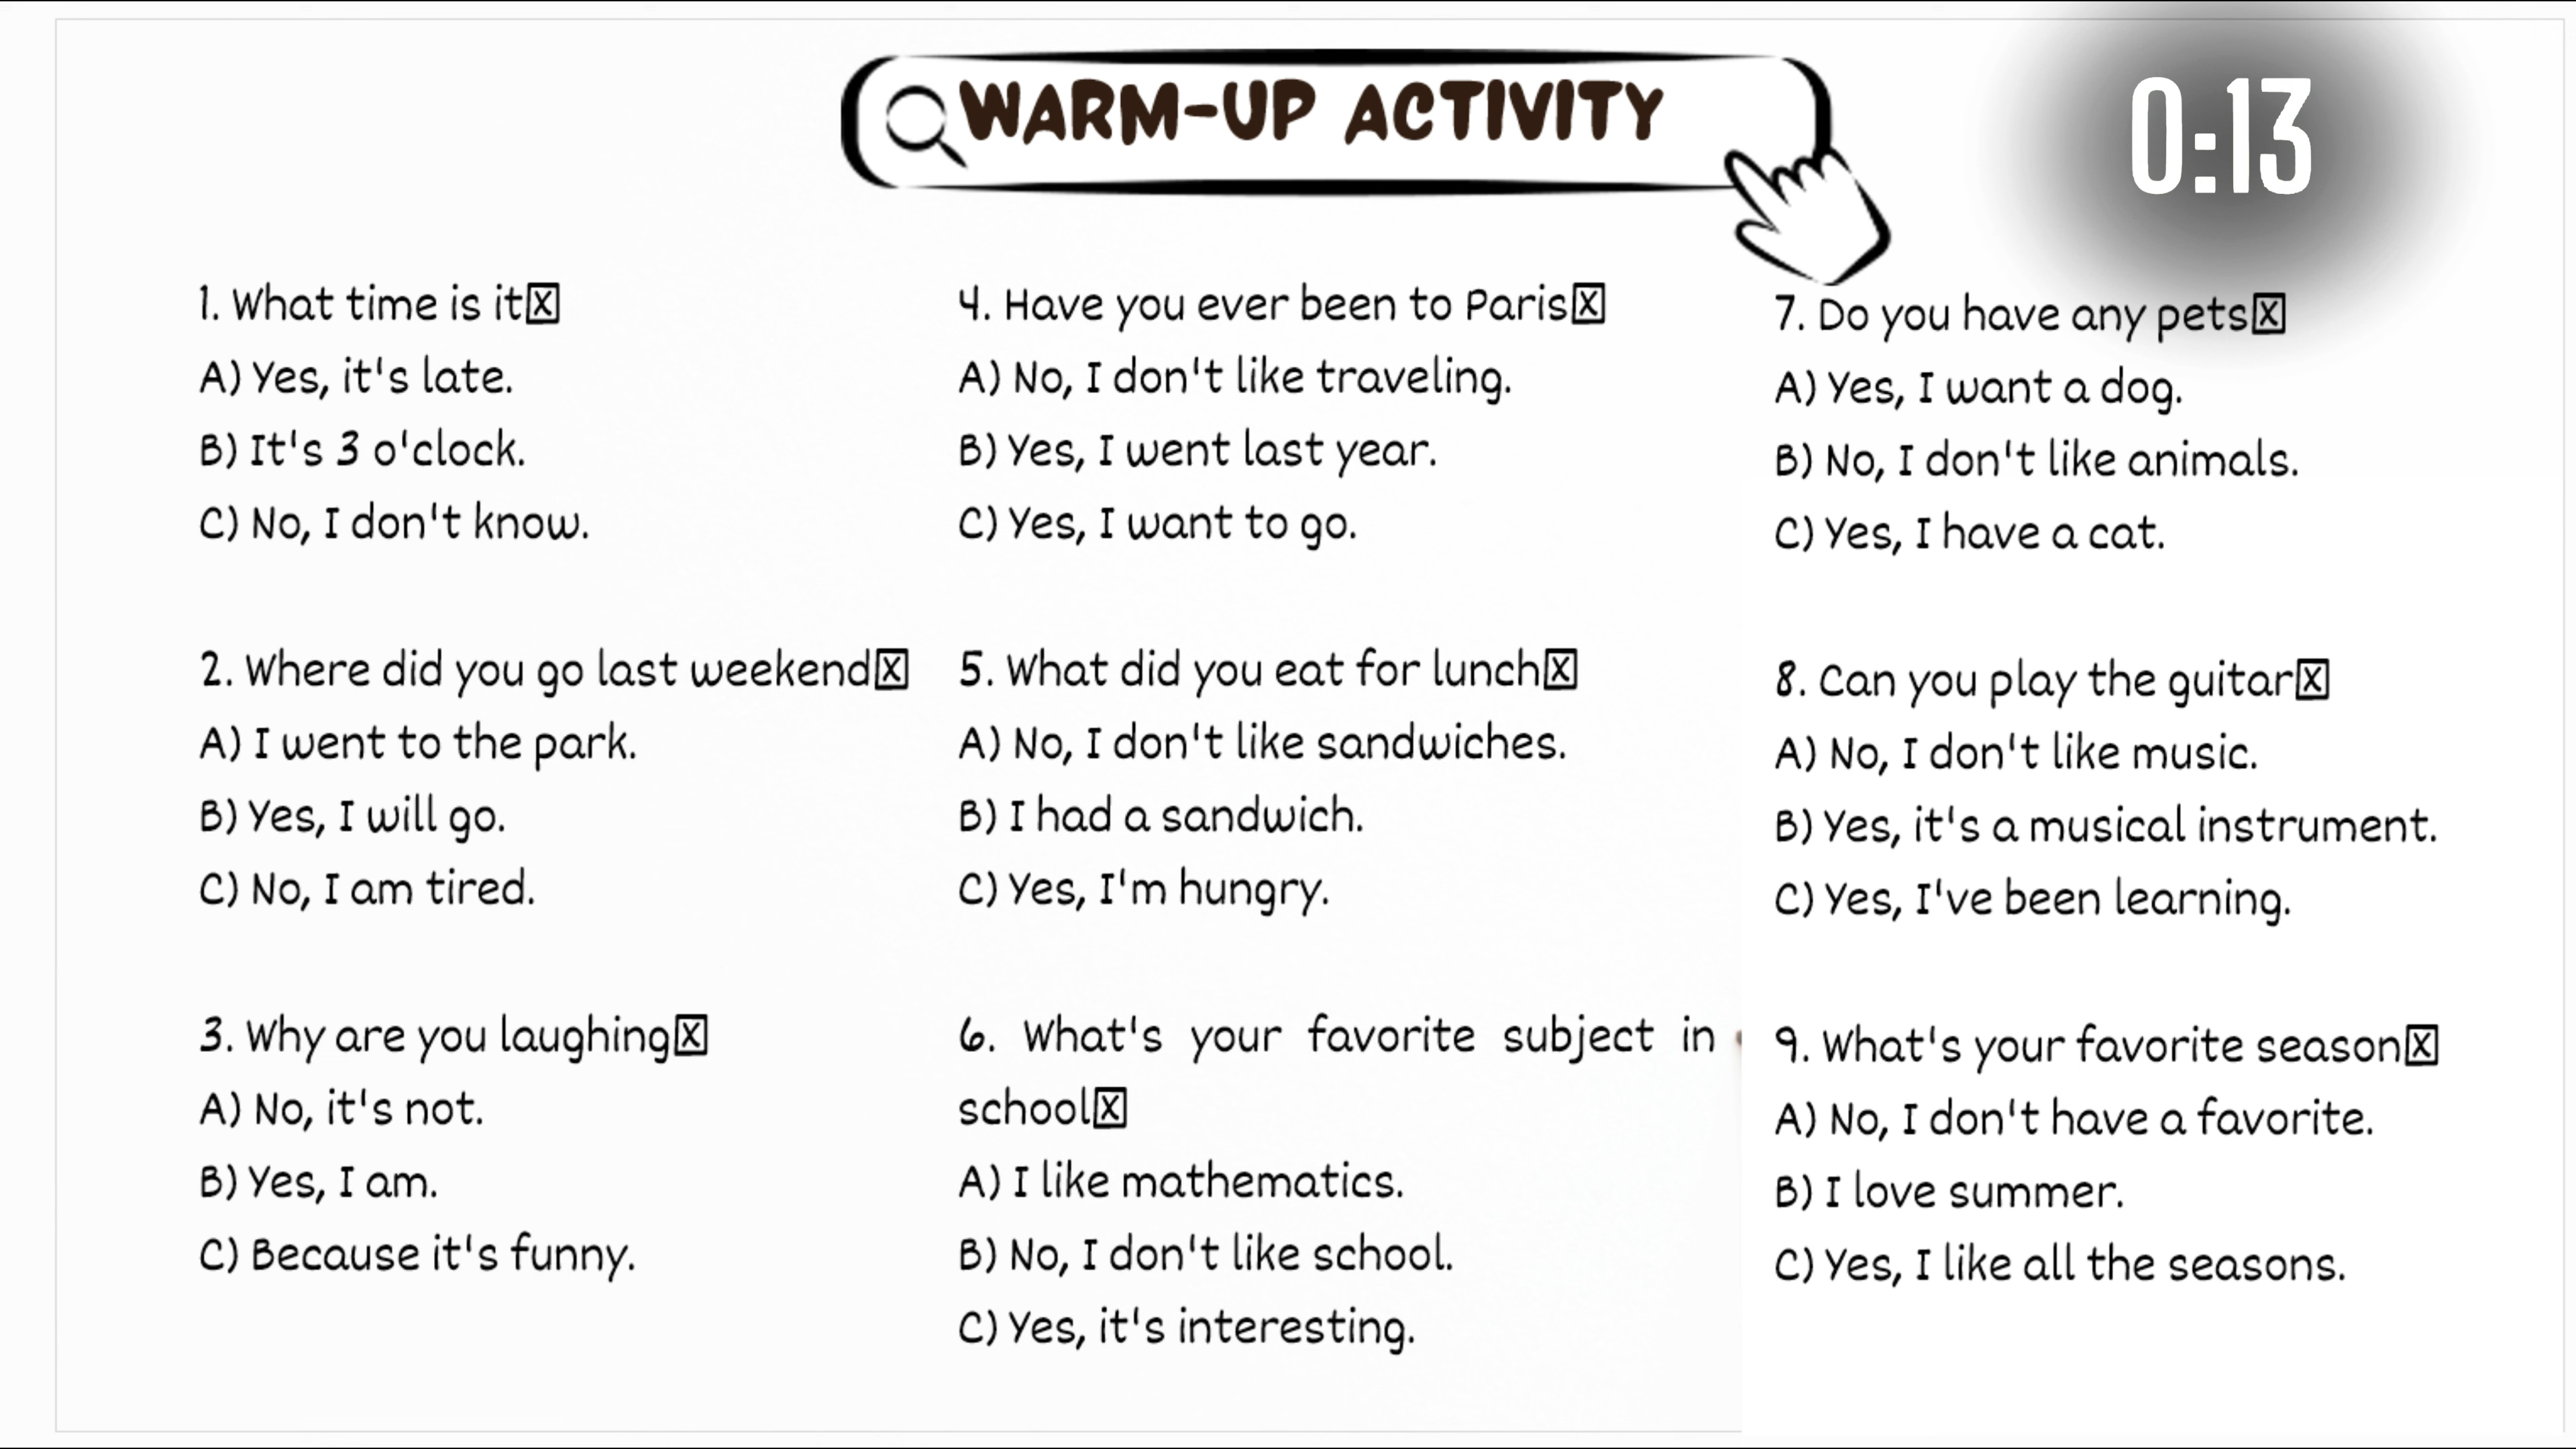 WARM-UP ACTIVITY
0:13
1. What time is it☒
A) Yes, it's late.
B) It's 3 o'clock.
C) No, I don't know.
2. Where did you go last weekend☒
A) I went to the park.
B) Yes, I will go.
C) No, I am tired.
3. Why are you laughing☒
A) No, it's not.
B) Yes, I am.
C) Because it's funny.
4. Have you ever been to Paris☒
A) No, I don't like traveling.
B) Yes, I went last year.
C) Yes, I want to go.
5. What did you eat for lunch☒
A) No, I don't like sandwiches.
B) I had a sandwich.
C) Yes, I'm hungry.
6. What's your favorite subject in
school☒
A) I like mathematics.
B) No, I don't like school.
C) Yes, it's interesting.
7. Do you have any pets☒
A) Yes, I want a dog.
B) No, I don't like animals.
C) Yes, I have a cat.
8. Can you play the guitar☒
A) No, I don't like music.
B) Yes, it's a musical instrument.
C) Yes, I've been learning.
9. What's your favorite season☒
A) No, I don't have a favorite.
B) I love summer.
C) Yes, I like all the seasons.